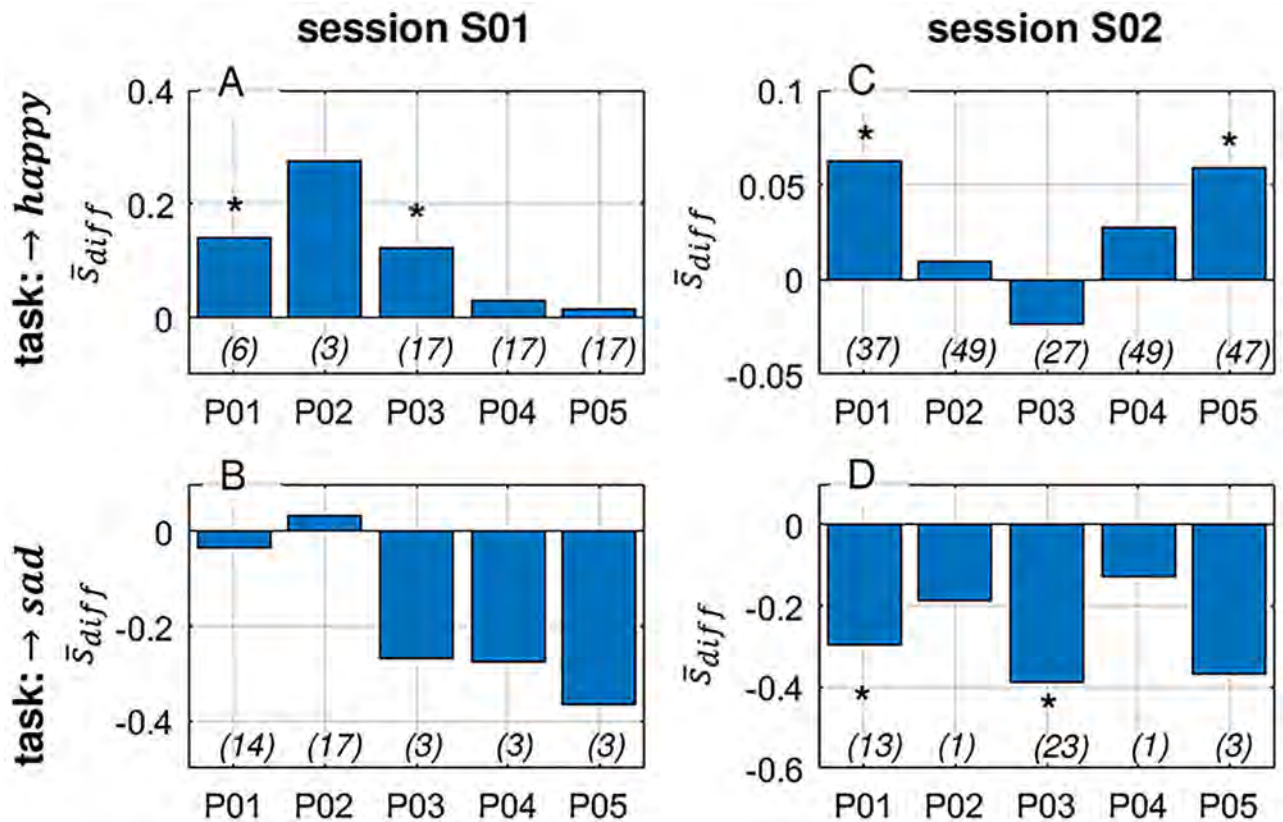 session S01
session S02
task: → happy
A
0.4
0.2
0
s̄diff
*
*
(6) (3) (17) (17) (17)
P01 P02 P03 P04 P05
C
0.1
0.05
0
-0.05
s̄diff
*
*
(37) (49) (27) (49) (47)
P01 P02 P03 P04 P05
task: → sad
B
0
-0.2
-0.4
s̄diff
(14) (17) (3) (3) (3)
P01 P02 P03 P04 P05
D
0
-0.2
-0.4
-0.6
s̄diff
*
*
(13) (1) (23) (1) (3)
P01 P02 P03 P04 P05